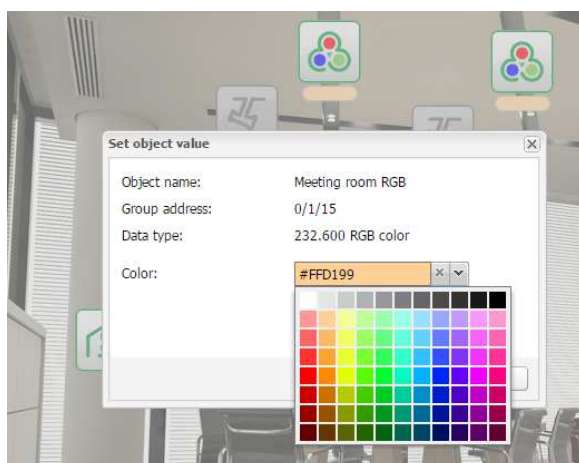 Set object value
Object name: Meeting room RGB
Group address: 0/1/15
Data type: 232.600 RGB color
Color: #FFD199